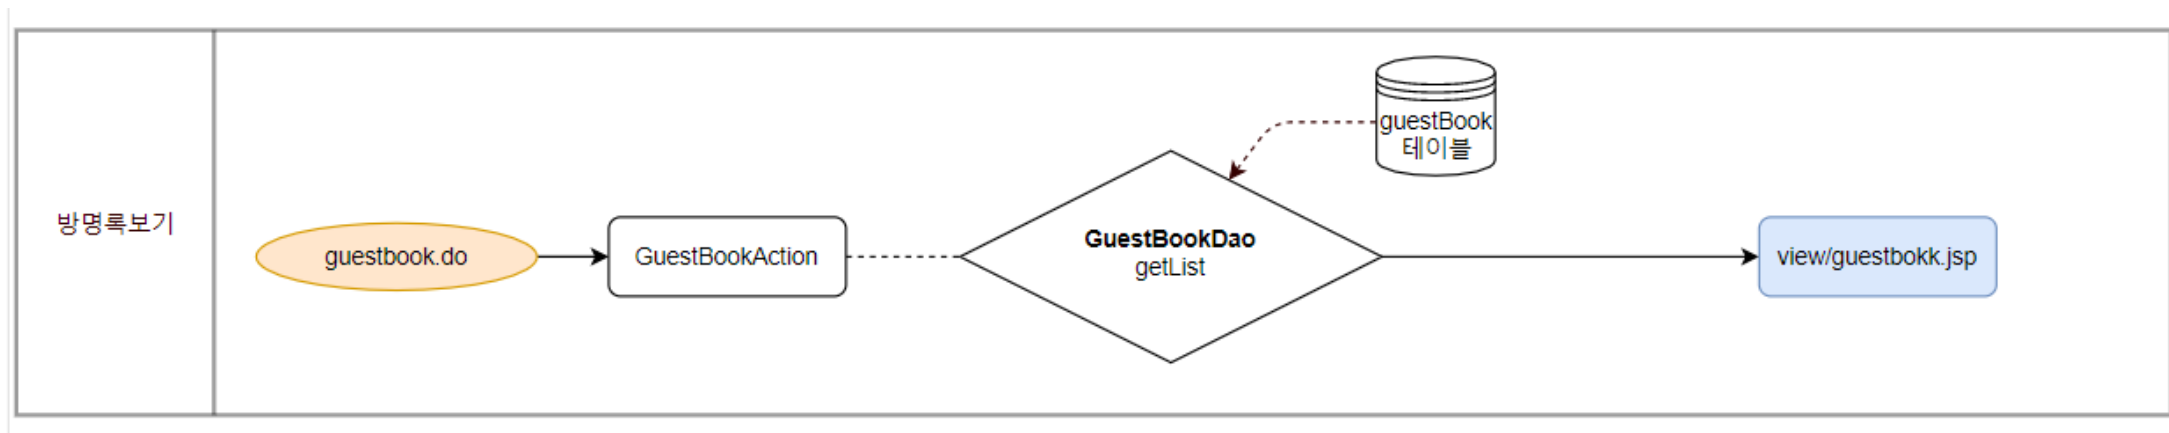 방명록보기
guestbook.do
GuestBookAction
GuestBookDao
getList
guestBook
테이블
view/guestbokk.jsp